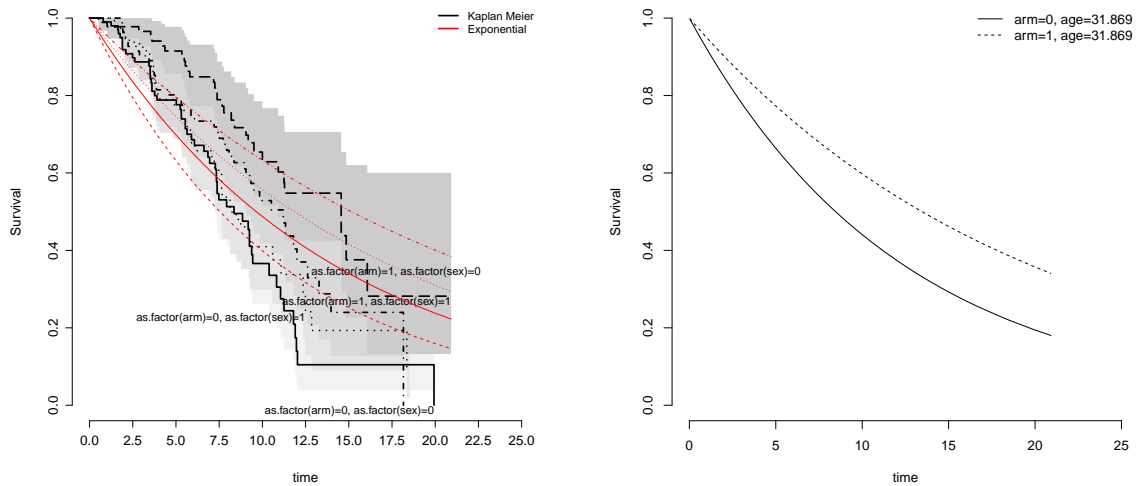 Kaplan Meier
Exponential
Survival
1.0
0.8
0.6
0.4
0.2
0.0
as.factor(arm)=1, as.factor(sex)=0
as.factor(arm)=1, as.factor(sex)=1
as.factor(arm)=0, as.factor(sex)=1
as.factor(arm)=0, as.factor(sex)=0
0.0 2.5 5.0 7.5 10.0 12.5 15.0 17.5 20.0 22.5 25.0
time
arm=0, age=31.869
arm=1, age=31.869
Survival
1.0
0.8
0.6
0.4
0.2
0.0
0 5 10 15 20 25
time